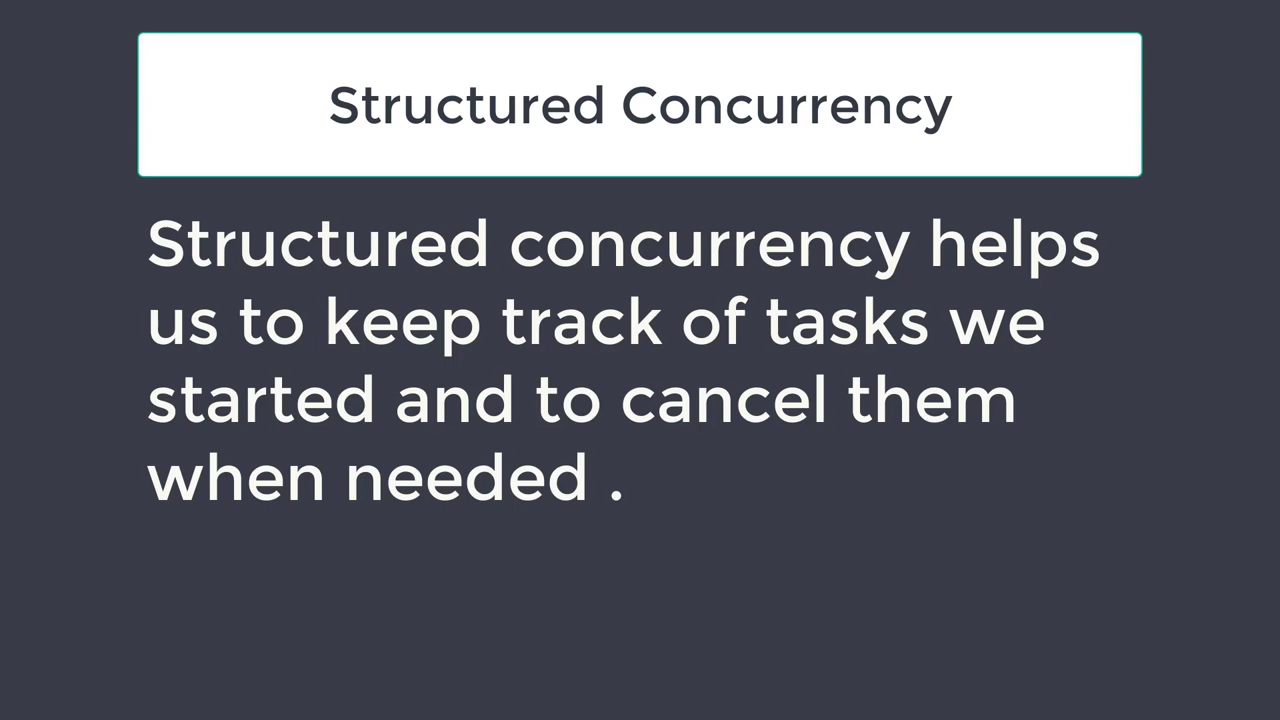 Structured Concurrency
Structured concurrency helps
us to keep track of tasks we
started and to cancel them
when needed .